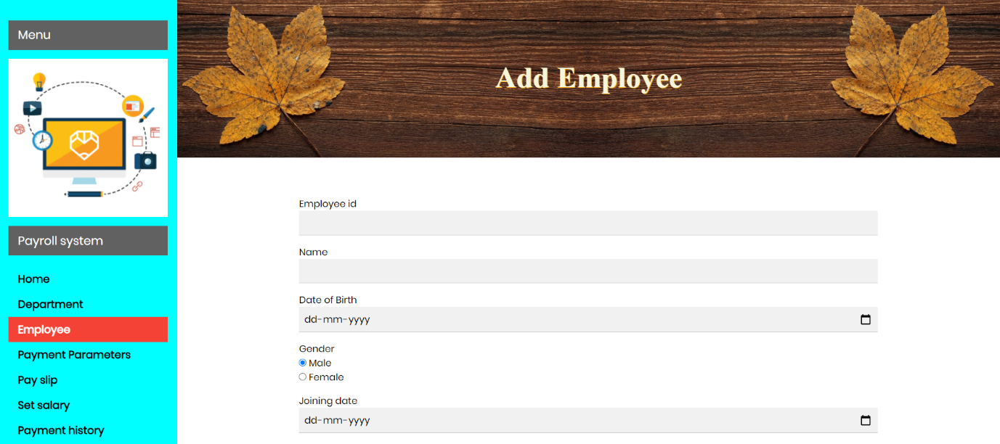 Menu
Payroll system
Home
Department
Employee
Payment Parameters
Pay slip
Set salary
Payment history
Add Employee
Employee id
Name
Date of Birth
dd-mm-yyyy
Gender
Male
Female
Joining date
dd-mm-yyyy